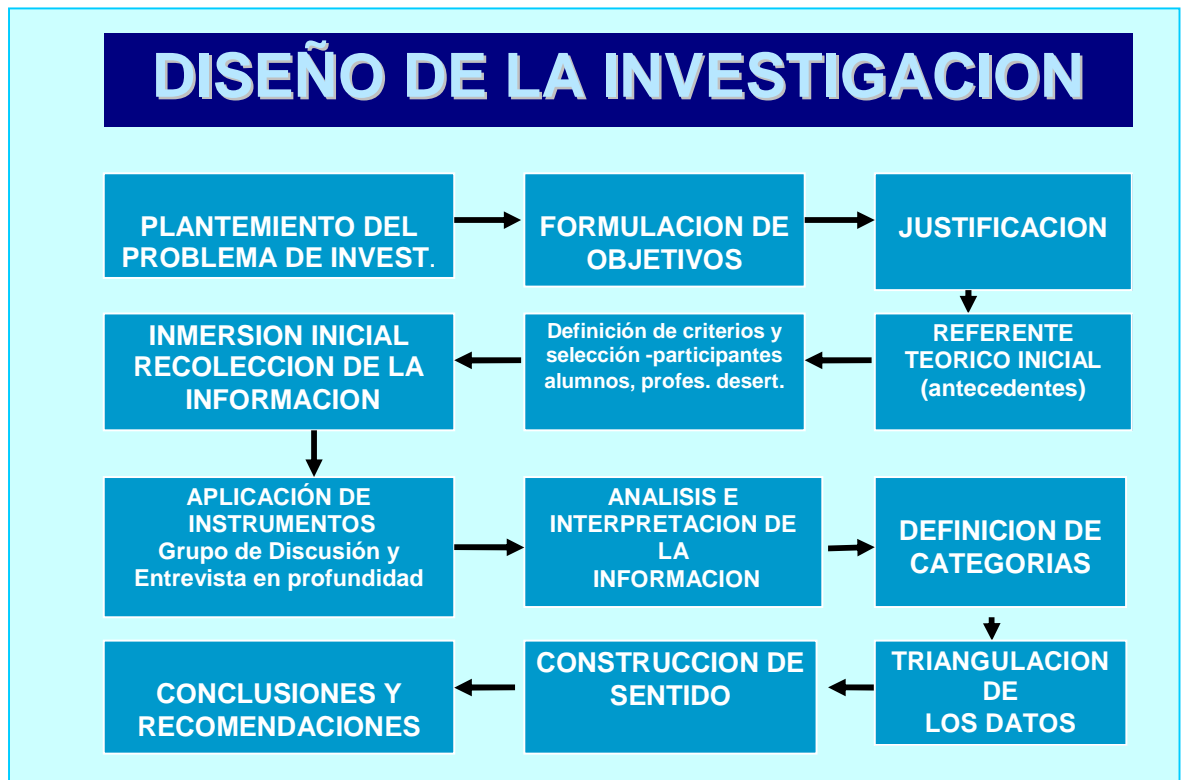 DISEÑO DE LA INVESTIGACION
PLANTEMIENTO DEL
PROBLEMA DE INVEST.
FORMULACION DE
OBJETIVOS
JUSTIFICACION
REFERENTE
TEORICO INICIAL
(antecedentes)
Definición de criterios y
selección -participantes
alumnos, profes. desert.
INMERSION INICIAL
RECOLECCION DE LA
INFORMACION
APLICACIÓN DE
INSTRUMENTOS
Grupo de Discusión y
Entrevista en profundidad
ANALISIS E
INTERPRETACION DE
LA
INFORMACION
DEFINICION DE
CATEGORIAS
TRIANGULACION
DE
LOS DATOS
CONSTRUCCION DE
SENTIDO
CONCLUSIONES Y
RECOMENDACIONES